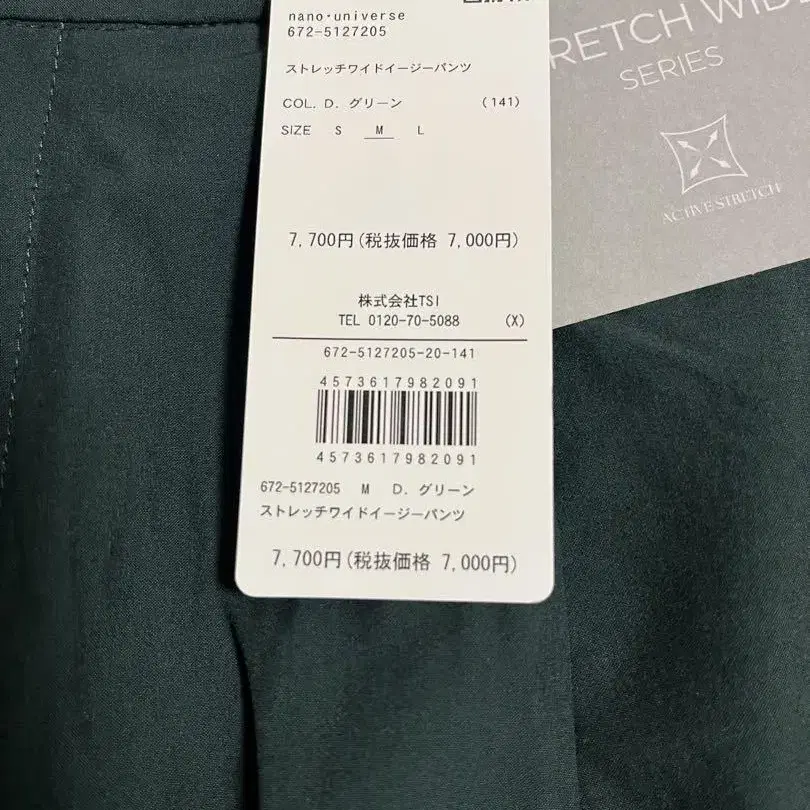 nano・universe
672-5127205
ストレッチワイドイージーパンツ
COL. D. グリーン (141)
SIZE S M L
7,700円(税抜価格 7,000円)
株式会社TSI
TEL 0120-70-5088 (X)
672-5127205-20-141
4573617982091
4573617982091
672-5127205 M D. グリーン
ストレッチワイドイージーパンツ
7,700円(税抜価格 7,000円)
SERIES
ACTIVE STRETCH